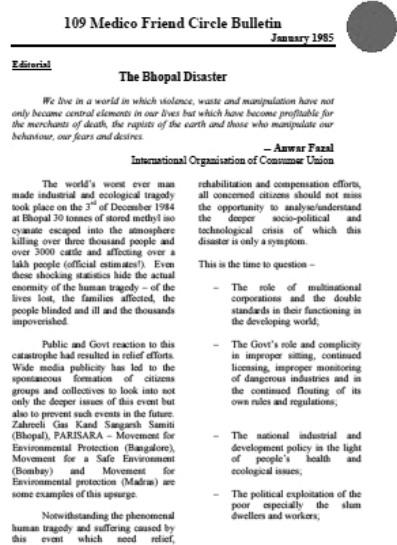 109 Medico Friend Circle Bulletin
January 1985
Editorial
The Bhopal Disaster
We live in a world in which violence, waste and manipulation have not
only become central elements in our lives but which have become profitable for
the merchants of death, the rapists of the earth and those who manipulate our
behaviour, our fears and desires.
– Anwar Fazal
International Organisation of Consumer Union
The world's worst ever man
made industrial and ecological tragedy
took place on the 3rd of December 1984
at Bhopal 30 tonnes of stored methyl iso
cyanate escaped into the atmosphere
killing over three thousand people and
over 3000 cattle and affecting over a
lakh people (official estimates!). Even
these shocking statistics hide the actual
enormity of the human tragedy – of the
lives lost, the families affected, the
people blinded and ill and the thousands
impoverished.
Public and Govt reaction to this
catastrophe had resulted in relief efforts.
Wide media publicity has led to the
spontaneous formation of citizens
groups and collectives to look into not
only the deeper issues of this event but
also to prevent such events in the future.
Zahreeli Gas Kand Sangarsh Samiti
(Bhopal), PARISARA – Movement for
Environmental Protection (Bangalore),
Movement for a Safe Environment
(Bombay) and Movement for
Environmental protection (Madras) are
some examples of this upsurge.
Notwithstanding the phenomenal
human tragedy and suffering caused by
this event which need relief,
rehabilitation and compensation efforts,
all concerned citizens should not miss
the opportunity to analyse/understand
the deeper socio-political and
technological crisis of which this
disaster is only a symptom.
This is the time to question –
– The role of multinational
corporations and the double
standards in their functioning in
the developing world;
– The Govt's role and complicity
in improper sitting, continued
licensing, improper monitoring
of dangerous industries and in
the continued flouting of its
own rules and regulations;
– The national industrial and
development policy in the light
of people's health and
ecological issues;
– The political exploitation of the
poor especially the slum
dwellers and workers;